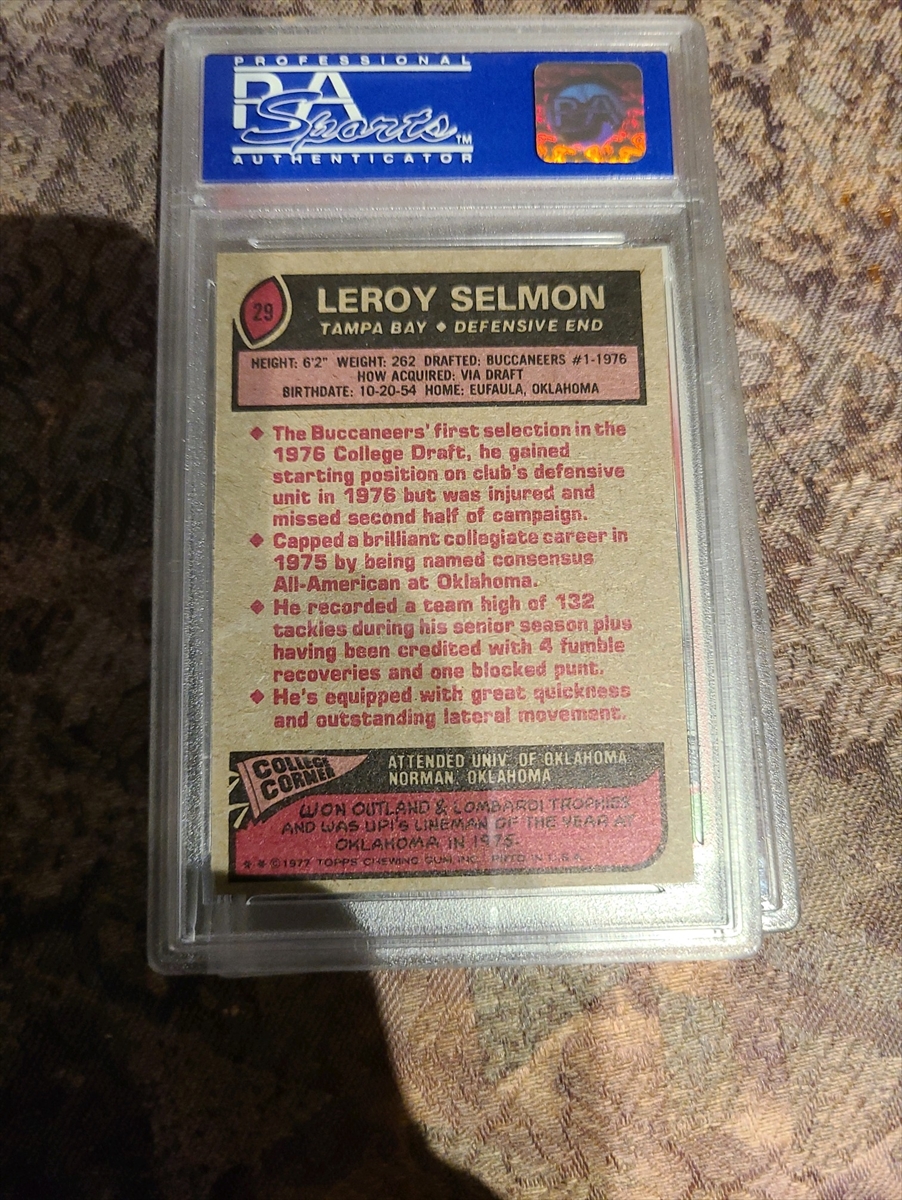 PROFESSIONAL
PSA
Sports™
AUTHENTICATOR
PSA
29
LEROY SELMON
TAMPA BAY ◆ DEFENSIVE END
HEIGHT: 6'2" WEIGHT: 262 DRAFTED: BUCCANEERS #1-1976
HOW ACQUIRED: VIA DRAFT
BIRTHDATE: 10-20-54 HOME: EUFAULA, OKLAHOMA
◆ The Buccaneers' first selection in the
1976 College Draft, he gained
starting position on club's defensive
unit in 1976 but was injured and
missed second half of campaign.
◆ Capped a brilliant collegiate career in
1975 by being named consensus
All-American at Oklahoma.
◆ He recorded a team high of 132
tackles during his senior season plus
having been credited with 4 fumble
recoveries and one blocked punt.
◆ He's equipped with great quickness
and outstanding lateral movement.
COLLEGE
CORNER
ATTENDED UNIV. OF OKLAHOMA
NORMAN, OKLAHOMA
WON OUTLAND & LOMBARDI TROPHIES
AND WAS UPI'S LINEMAN OF THE YEAR AT
OKLAHOMA IN 1975.
* * © 1977 TOPPS CHEWING GUM, INC. PRTD. IN U.S.A.